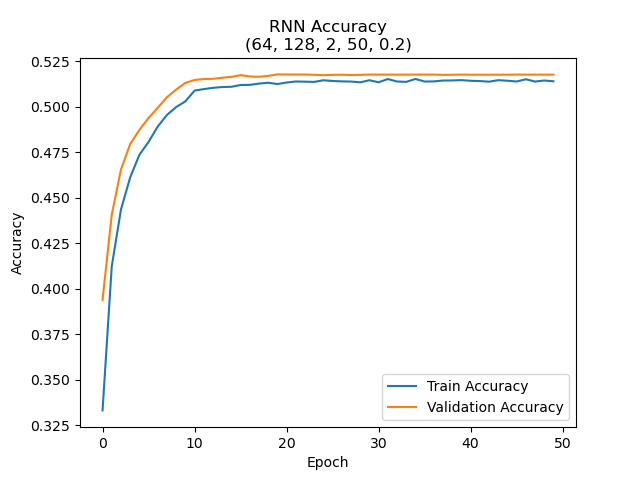 RNN Accuracy
(64, 128, 2, 50, 0.2)
0.525
0.500
0.475
0.450
0.425
0.400
0.375
0.350
0.325
Accuracy
0 10 20 30 40 50
Epoch
Train Accuracy
Validation Accuracy